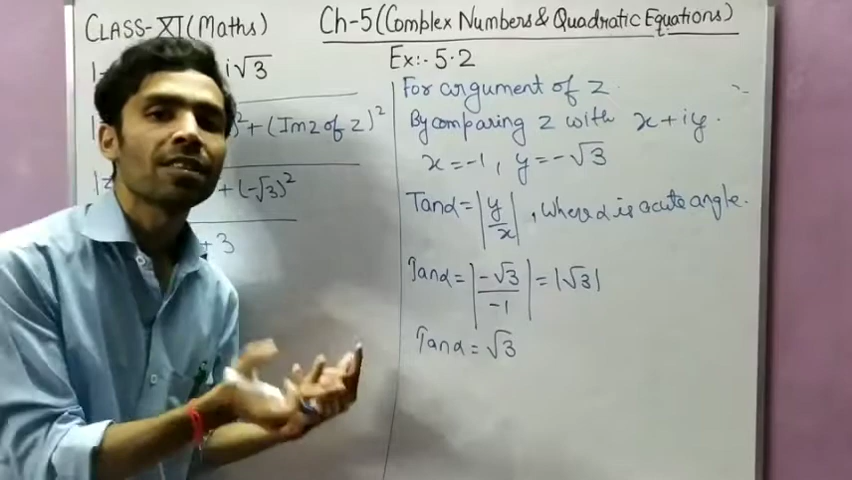 CLASS-XI (Maths)
Ch-5 (Complex Numbers & Quadratic Equations)
Ex:- 5.2
i√3
)² + (Imz of z)²
+ (-√3)²
+ 3
For argument of z
By comparing z with x+iy.
x = -1, y = -√3
Tanα = |y/x|, where α is acute angle.
Tanα = |-√3/-1| = |√3|
Tanα = √3